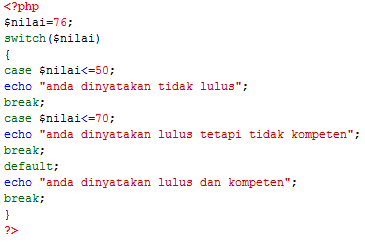 <?php
$nilai=76;
switch($nilai)
{
case $nilai<=50;
echo "anda dinyatakan tidak lulus";
break;
case $nilai<=70;
echo "anda dinyatakan lulus tetapi tidak kompeten";
break;
default;
echo "anda dinyatakan lulus dan kompeten";
break;
}
?>